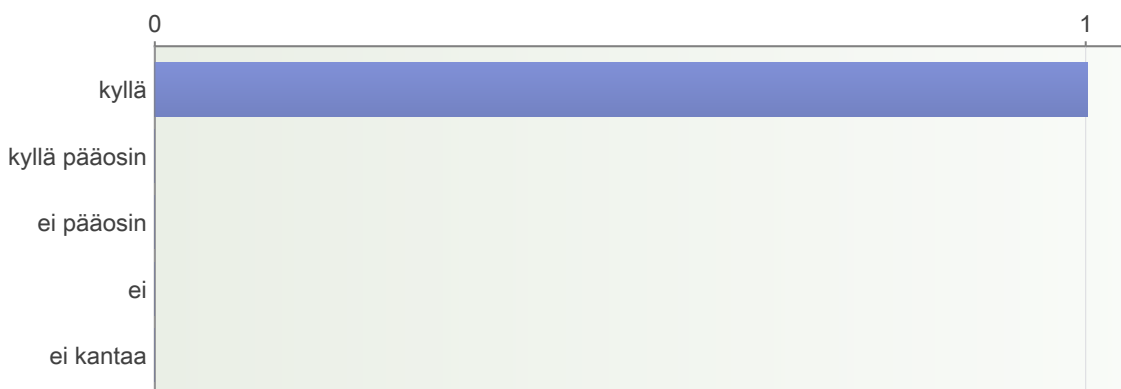 0 1
kyllä
kyllä pääosin
ei pääosin
ei
ei kantaa